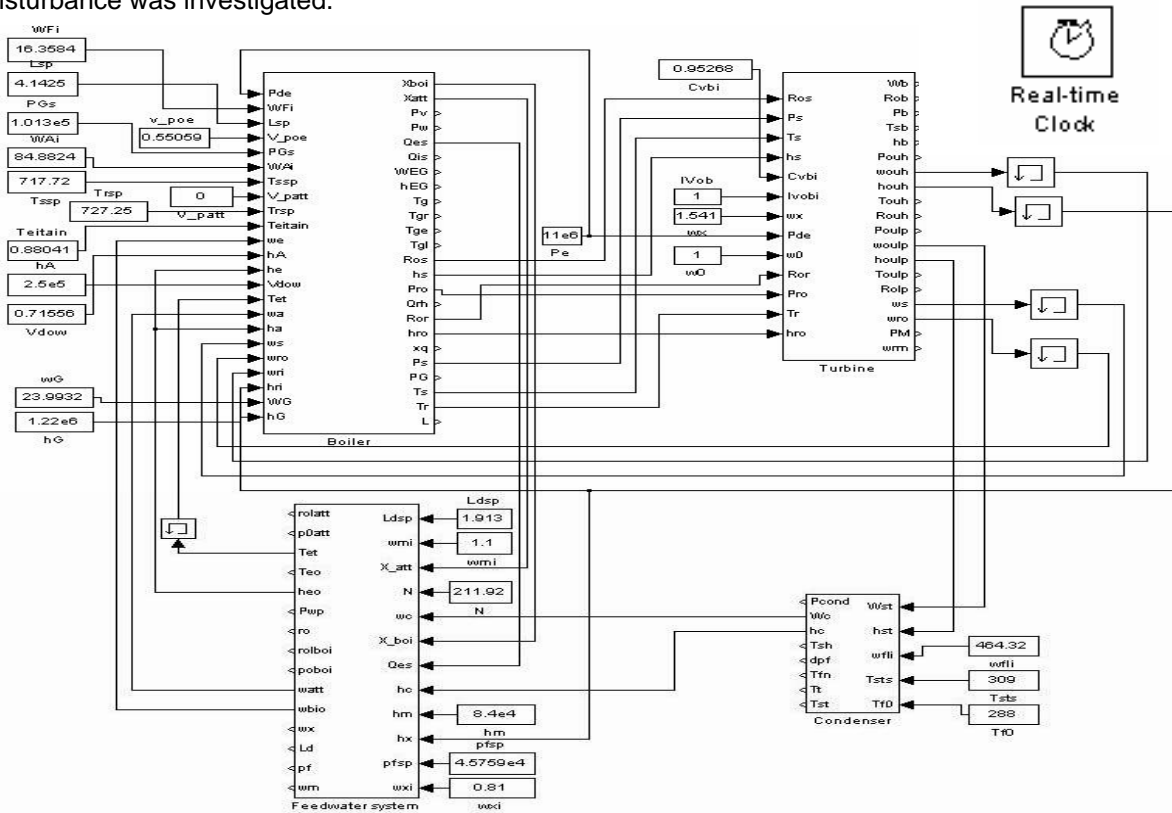 isturbance was investigated.
WFi
16.3584
Lsp
4.1425
PGs
1.013e5
v_poe
0.55059
WAi
84.8824
717.72
Tssp
Trsp
727.25
0
V_patt
Teitain
0.88041
hA
2.5e5
0.71556
Vdow
wG
23.9932
1.22e6
hG
Pde
WFi
Lsp
V_poe
PGs
WAi
Tssp
V_patt
Trsp
Teitain
we
hA
he
Vdow
Tet
wa
ha
ws
wro
wri
hri
WG
hG
Xboi
Xatt
Pv
Pw
Qes
Qis
WEG
hEG
Tg
Tgr
Tge
Tgl
Ros
hs
Pro
Qrh
Ror
hro
xq
Ps
PG
Ts
Tr
L
Boiler
11e6
Pe
0.95268
Cvbi
IVob
1
1.541
wx
1
w0
Ros
Ps
Ts
hs
Cvbi
Ivobi
wx
Pde
w0
Ror
Pro
Tr
hro
Wb
Rob
Pb
Tsb
hb
Pouh
wouh
houh
Touh
Rouh
Poulp
woulp
houlp
Toulp
Rolp
ws
wro
PM
wrm
Turbine
Real-time
Clock
rolatt
p0att
Tet
Teo
heo
Pwp
ro
rolboi
poboi
watt
wbio
wx
Ld
pf
wm
Ldsp
wmi
X_att
N
wc
X_boi
Qes
hc
hm
hx
pfsp
wxi
Feedwater system
Ldsp
1.913
1.1
wmi
211.92
N
8.4e4
hm
pfsp
4.5759e4
0.81
wxi
Pcond
Wc
hc
Tsh
dpf
Tfn
Tt
Tst
Wst
hst
wfli
Tsts
Tf0
Condenser
464.32
wfli
309
Tsts
288
Tf0